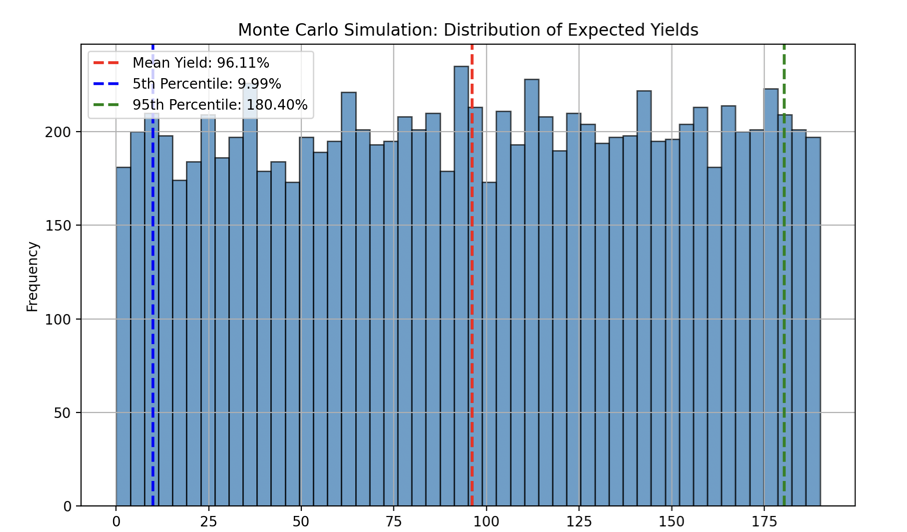 Monte Carlo Simulation: Distribution of Expected Yields
Mean Yield: 96.11%
5th Percentile: 9.99%
95th Percentile: 180.40%
Frequency
200
150
100
50
0
0 25 50 75 100 125 150 175